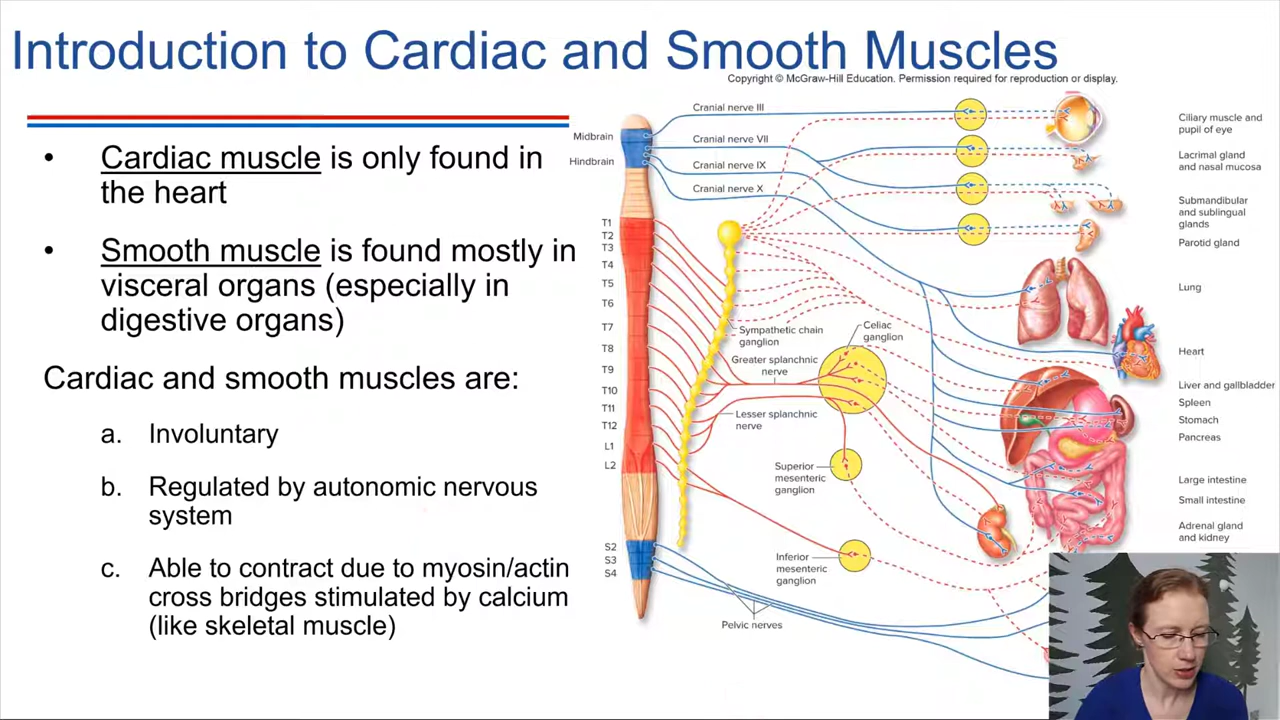 Introduction to Cardiac and Smooth Muscles
Copyright © McGraw-Hill Education. Permission required for reproduction or display.
• Cardiac muscle is only found in
the heart
• Smooth muscle is found mostly in
visceral organs (especially in
digestive organs)
Cardiac and smooth muscles are:
a. Involuntary
b. Regulated by autonomic nervous
system
c. Able to contract due to myosin/actin
cross bridges stimulated by calcium
(like skeletal muscle)
Midbrain
Hindbrain
Cranial nerve III
Cranial nerve VII
Cranial nerve IX
Cranial nerve X
T1
T2
T3
T4
T5
T6
T7
T8
T9
T10
T11
T12
L1
L2
S2
S3
S4
Sympathetic chain
ganglion
Celiac
ganglion
Greater splanchnic
nerve
Lesser splanchnic
nerve
Superior
mesenteric
ganglion
Inferior
mesenteric
ganglion
Pelvic nerves
Ciliary muscle and
pupil of eye
Lacrimal gland
and nasal mucosa
Submandibular
and sublingual
glands
Parotid gland
Lung
Heart
Liver and gallbladder
Spleen
Stomach
Pancreas
Large intestine
Small intestine
Adrenal gland
and kidney